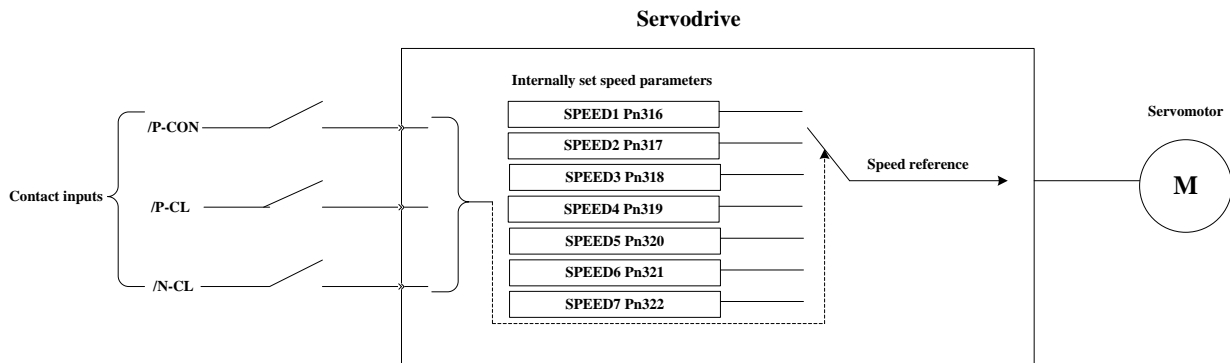 Servodrive
Internally set speed parameters
Contact inputs
/P-CON
/P-CL
/N-CL
SPEED1 Pn316
SPEED2 Pn317
SPEED3 Pn318
SPEED4 Pn319
SPEED5 Pn320
SPEED6 Pn321
SPEED7 Pn322
Speed reference
Servomotor
M